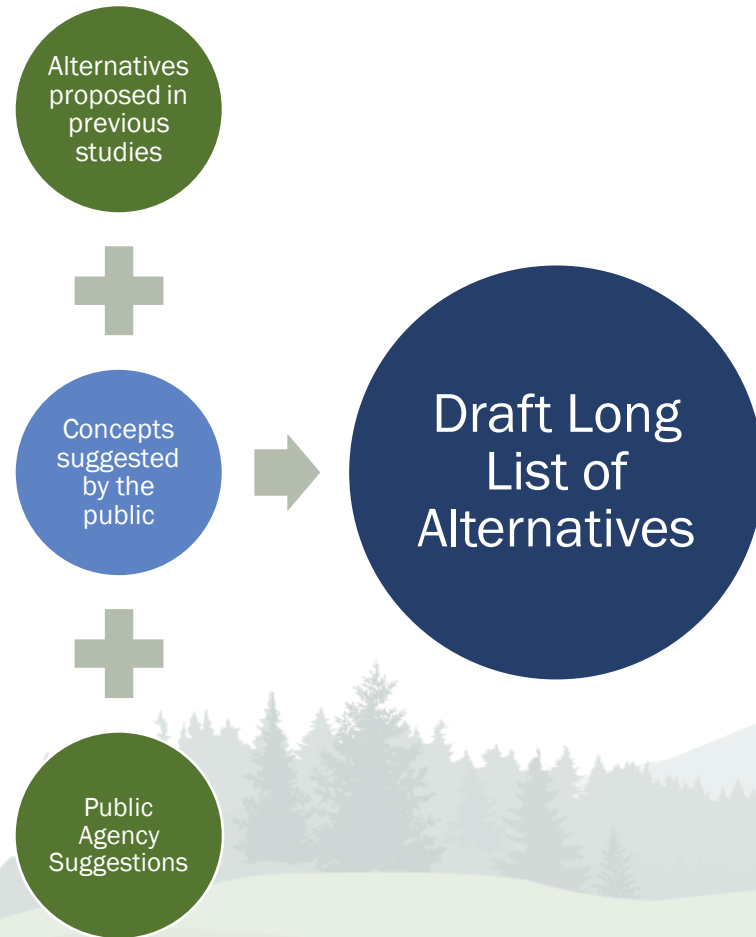 Alternatives
proposed in
previous
studies
Concepts
suggested
by the
public
Draft Long
List of
Alternatives
Public
Agency
Suggestions